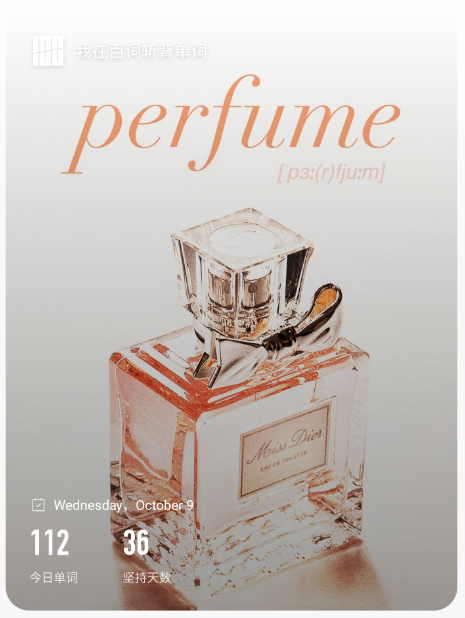 我在百词斩背单词
perfume
[ˈpɜː(r)fjuːm]
Miss Dior
EAU DE TOILETTE
Wednesday，October 9
112 36
今日单词 坚持天数